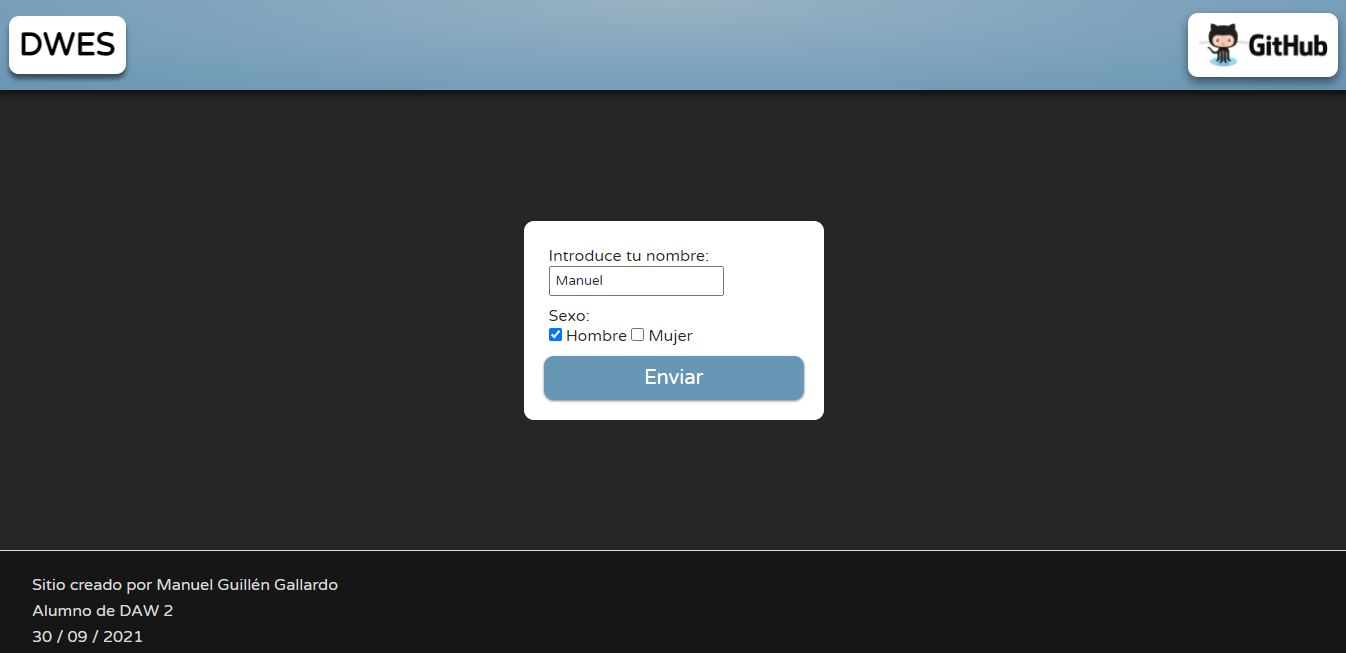 DWES
GitHub
Introduce tu nombre:
Manuel
Sexo:
Hombre Mujer
Enviar
Sitio creado por Manuel Guillén Gallardo
Alumno de DAW 2
30 / 09 / 2021